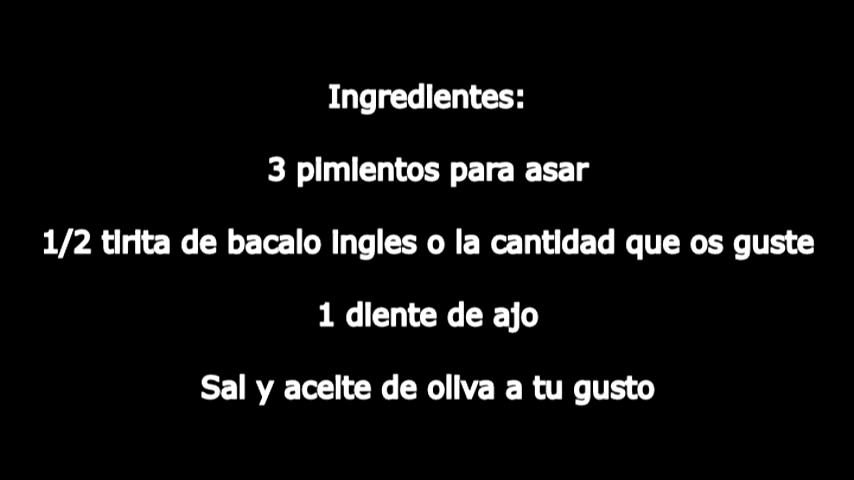 Ingredientes:
3 pimientos para asar
1/2 tirita de bacalo ingles o la cantidad que os guste
1 diente de ajo
Sal y aceite de oliva a tu gusto